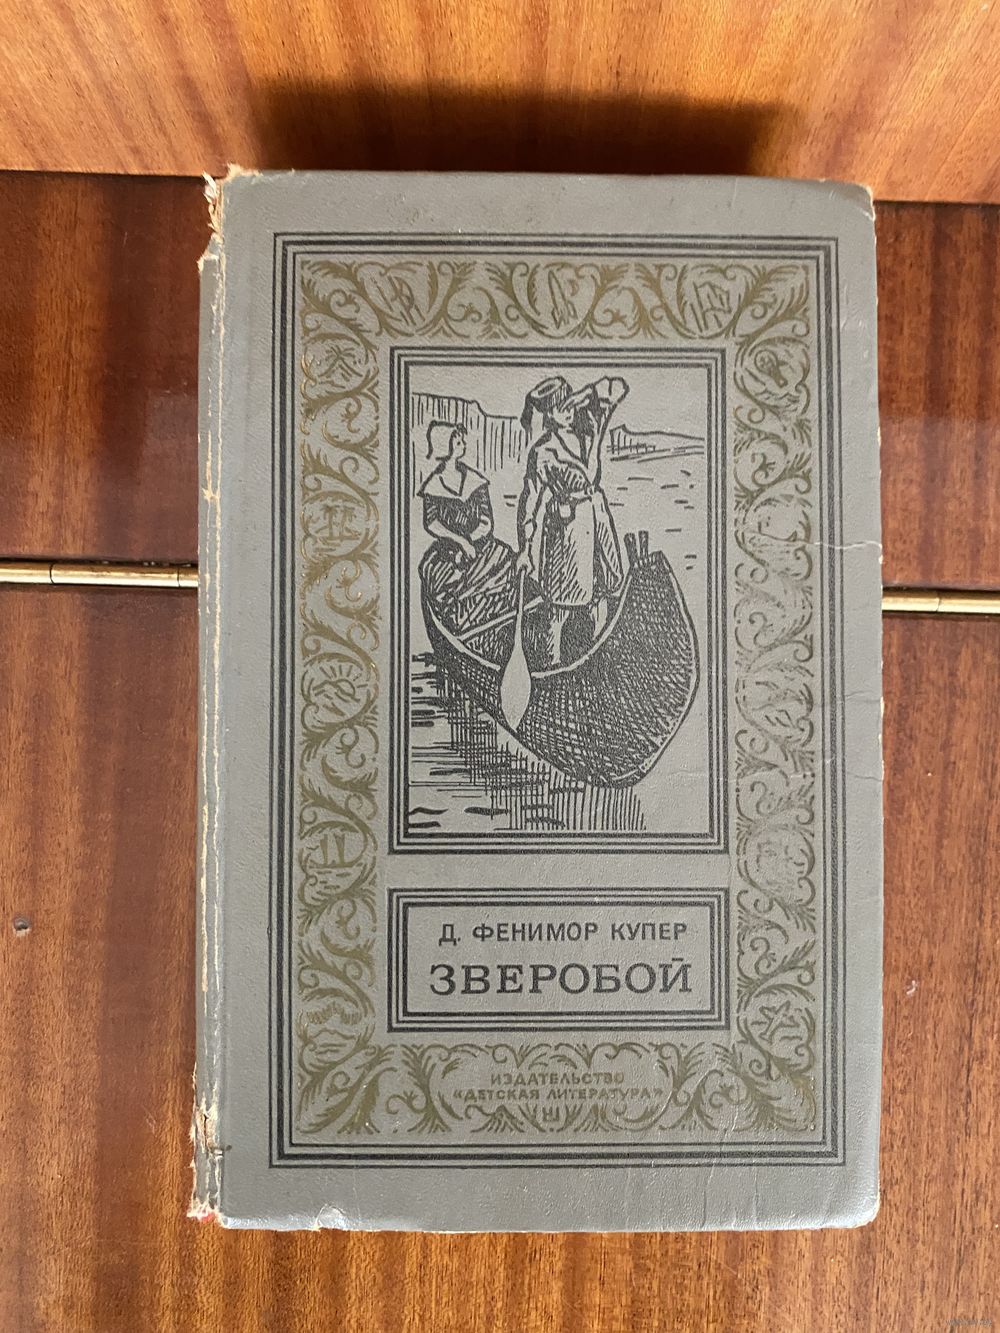 Д. ФЕНИМОР КУПЕР
ЗВЕРОБОЙ
ИЗДАТЕЛЬСТВО
«ДЕТСКАЯ ЛИТЕРАТУРА»